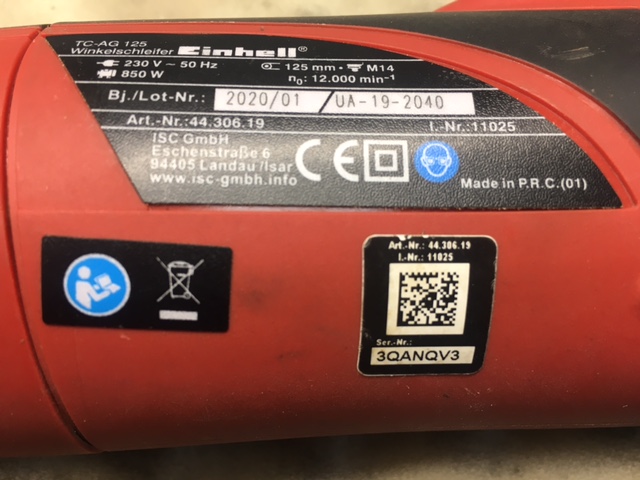 TC-AG 125
Winkelschleifer Einhell®
230 V ~ 50 Hz 125 mm • M14
850 W n₀: 12.000 min⁻¹
Bj./Lot-Nr.: 2020/01 / UA-19-2040
Art.-Nr.:44.306.19 I.-Nr.:11025
ISC GmbH
Eschenstraße 6
94405 Landau/Isar
www.isc-gmbh.info
CE
Made in P.R.C.(01)
Art.-Nr.: 44.306.19
I.-Nr.: 11025
Ser.-Nr.:
3QANQV3